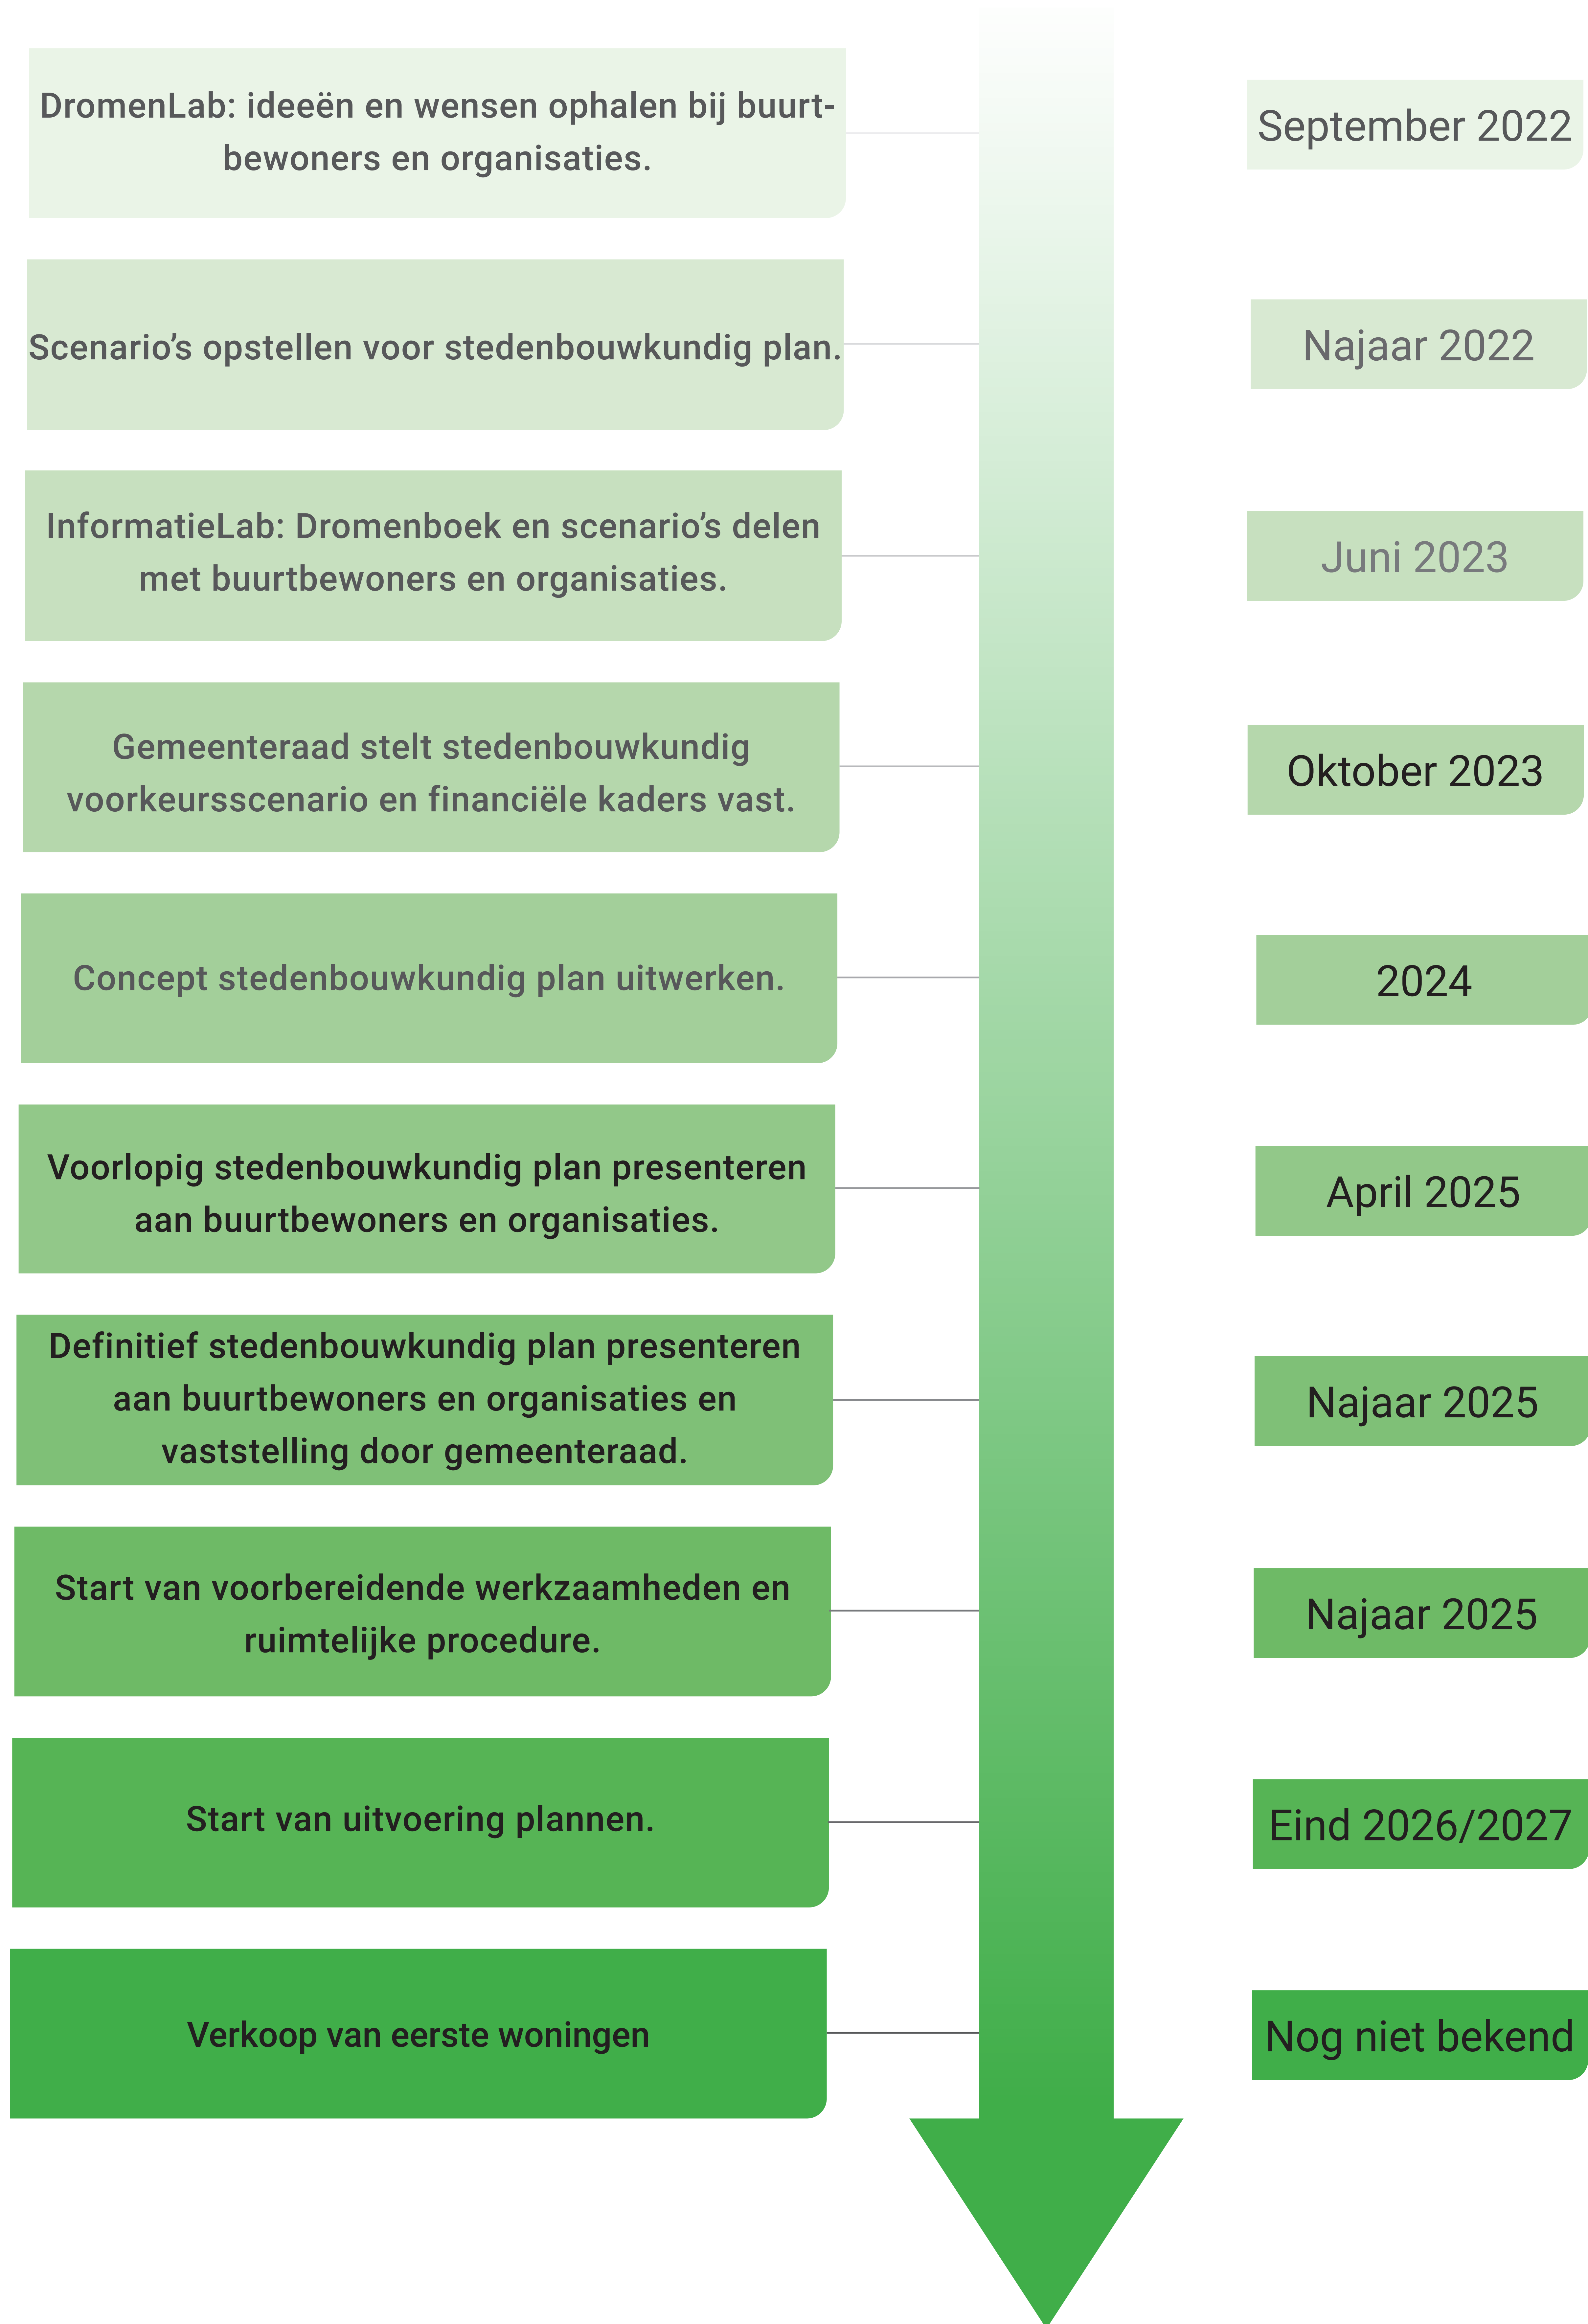 DromenLab: ideeën en wensen ophalen bij buurt-
bewoners en organisaties.
September 2022
Scenario’s opstellen voor stedenbouwkundig plan.
Najaar 2022
InformatieLab: Dromenboek en scenario’s delen
met buurtbewoners en organisaties.
Juni 2023
Gemeenteraad stelt stedenbouwkundig
voorkeursscenario en financiële kaders vast.
Oktober 2023
Concept stedenbouwkundig plan uitwerken.
2024
Voorlopig stedenbouwkundig plan presenteren
aan buurtbewoners en organisaties.
April 2025
Definitief stedenbouwkundig plan presenteren
aan buurtbewoners en organisaties en
vaststelling door gemeenteraad.
Najaar 2025
Start van voorbereidende werkzaamheden en
ruimtelijke procedure.
Najaar 2025
Start van uitvoering plannen.
Eind 2026/2027
Verkoop van eerste woningen
Nog niet bekend